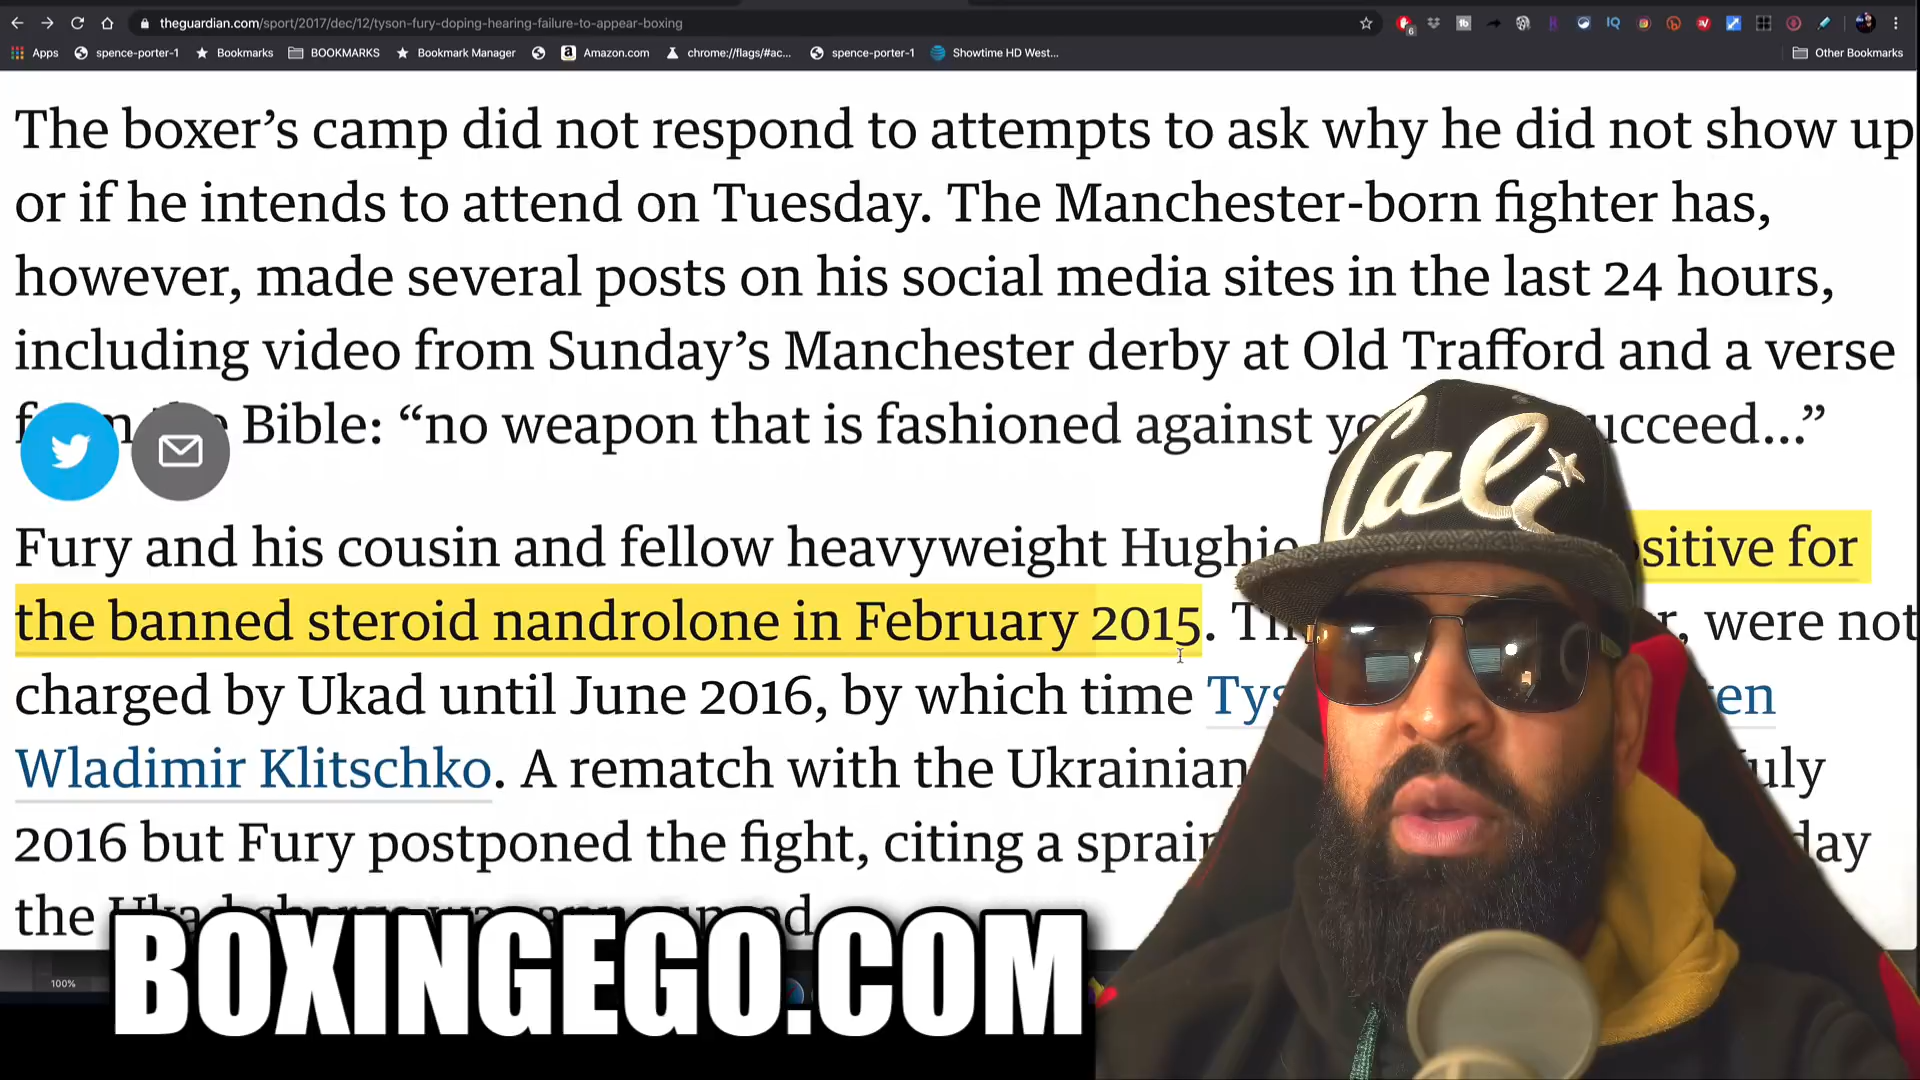 theguardian.com/sport/2017/dec/12/tyson-fury-doping-hearing-failure-to-appear-boxing
6
Apps spence-porter-1 Bookmarks BOOKMARKS Bookmark Manager Amazon.com chrome://flags/#ac... spence-porter-1 Showtime HD West... Other Bookmarks
The boxer’s camp did not respond to attempts to ask why he did not show up
or if he intends to attend on Tuesday. The Manchester-born fighter has,
however, made several posts on his social media sites in the last 24 hours,
including video from Sunday’s Manchester derby at Old Trafford and a verse
Bible: “no weapon that is fashioned against ucceed...”
Fury and his cousin and fellow heavyweight Hughie sitive for
the banned steroid nandrolone in February 2015. were not
charged by Ukad until June 2016, by which time Tys en
Wladimir Klitschko. A rematch with the Ukrainian July
2016 but Fury postponed the fight, citing a sprain day
the
Cali
100%
BOXINGEGO.COM